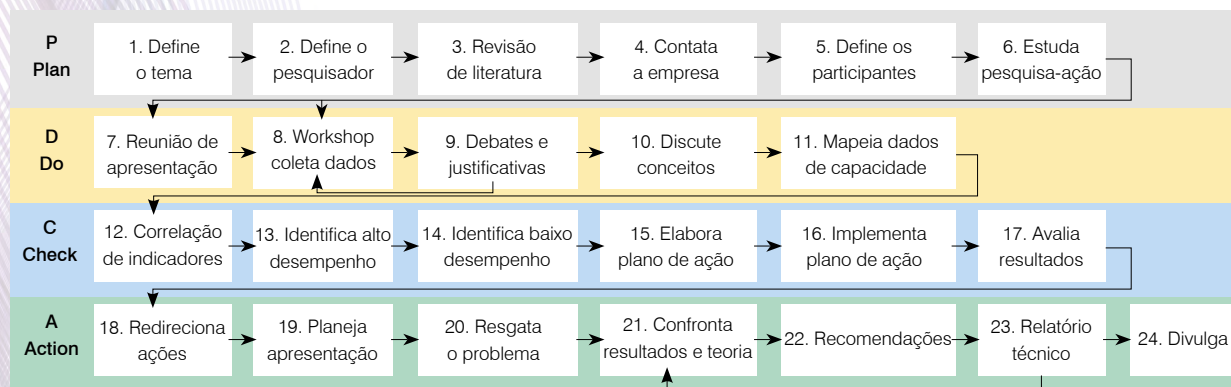 P
Plan
1. Define
o tema
2. Define o
pesquisador
3. Revisão
de literatura
4. Contata
a empresa
5. Define os
participantes
6. Estuda
pesquisa-ação
D
Do
7. Reunião de
apresentação
8. Workshop
coleta dados
9. Debates e
justificativas
10. Discute
conceitos
11. Mapeia dados
de capacidade
C
Check
12. Correlação
de indicadores
13. Identifica alto
desempenho
14. Identifica baixo
desempenho
15. Elabora
plano de ação
16. Implementa
plano de ação
17. Avalia
resultados
A
Action
18. Redireciona
ações
19. Planeja
apresentação
20. Resgata
o problema
21. Confronta
resultados e teoria
22. Recomendações
23. Relatório
técnico
24. Divulga